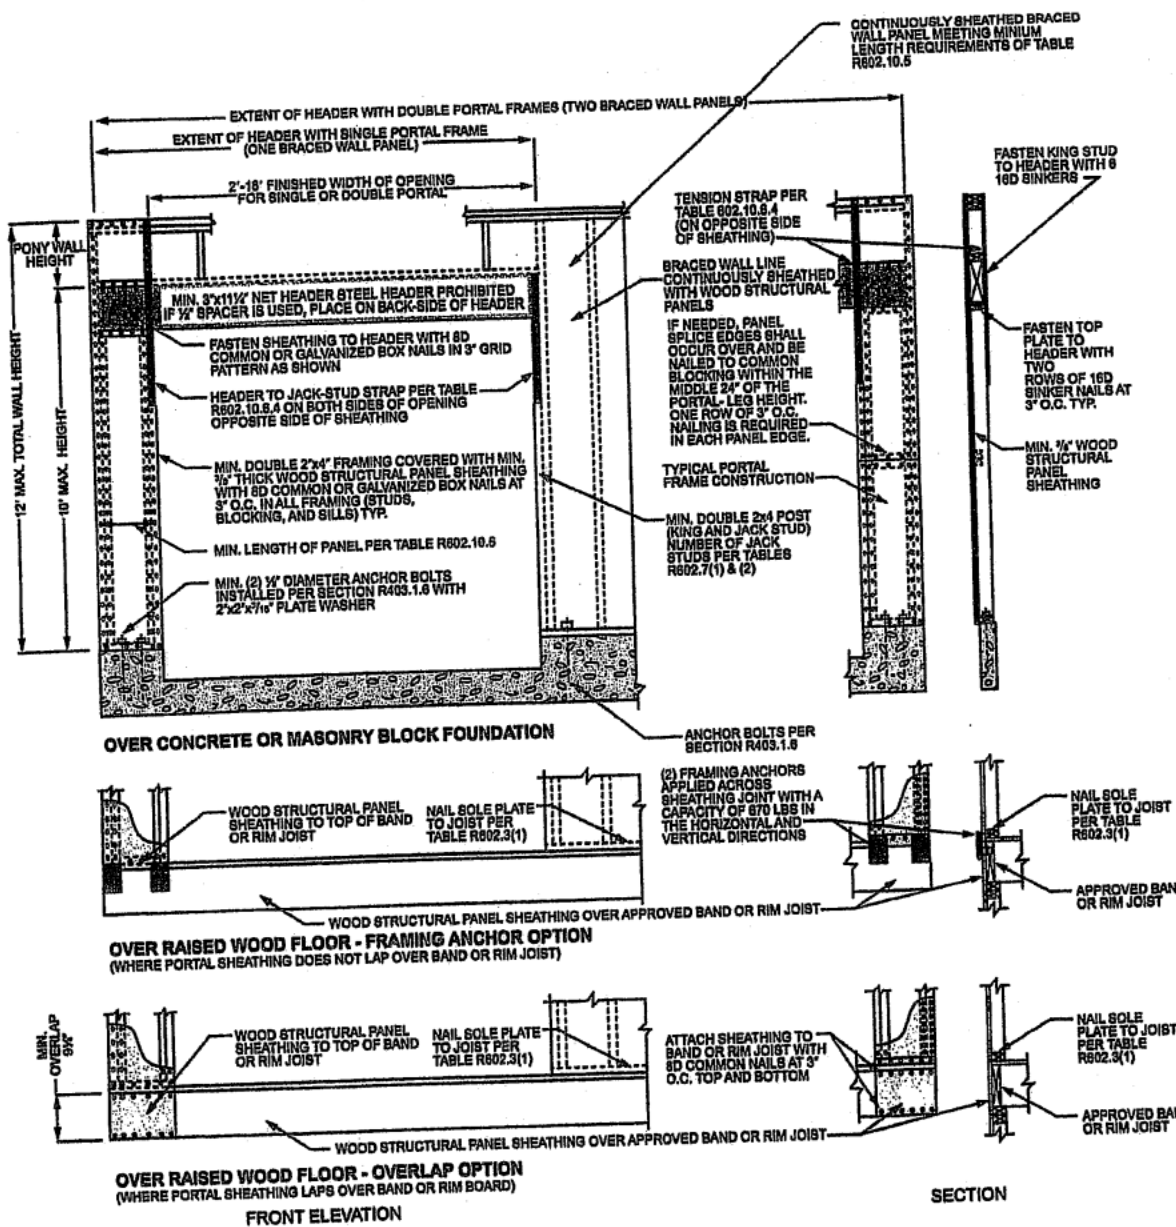 CONTINUOUSLY SHEATHED BRACED
WALL PANEL MEETING MINIUM
LENGTH REQUIREMENTS OF TABLE
R602.10.5
EXTENT OF HEADER WITH DOUBLE PORTAL FRAMES (TWO BRACED WALL PANELS)
EXTENT OF HEADER WITH SINGLE PORTAL FRAME
(ONE BRACED WALL PANEL)
2'-18' FINISHED WIDTH OF OPENING
FOR SINGLE OR DOUBLE PORTAL
FASTEN KING STUD
TO HEADER WITH 6
16D SINKERS
TENSION STRAP PER
TABLE 602.10.6.4
(ON OPPOSITE SIDE
OF SHEATHING)
PONY WALL
HEIGHT
12' MAX. TOTAL WALL HEIGHT
10' MAX. HEIGHT
BRACED WALL LINE
CONTINUOUSLY SHEATHED
WITH WOOD STRUCTURAL
PANELS
MIN. 3"x11¼" NET HEADER STEEL HEADER PROHIBITED
IF ½" SPACER IS USED, PLACE ON BACK-SIDE OF HEADER
FASTEN SHEATHING TO HEADER WITH 8D
COMMON OR GALVANIZED BOX NAILS IN 3" GRID
PATTERN AS SHOWN
HEADER TO JACK-STUD STRAP PER TABLE
R602.10.6.4 ON BOTH SIDES OF OPENING
OPPOSITE SIDE OF SHEATHING
IF NEEDED, PANEL
SPLICE EDGES SHALL
OCCUR OVER AND BE
NAILED TO COMMON
BLOCKING WITHIN THE
MIDDLE 24" OF THE
PORTAL- LEG HEIGHT.
ONE ROW OF 3" O.C.
NAILING IS REQUIRED
IN EACH PANEL EDGE.
FASTEN TOP
PLATE TO
HEADER WITH
TWO
ROWS OF 16D
SINKER NAILS AT
3" O.C. TYP.
MIN. DOUBLE 2"x4" FRAMING COVERED WITH MIN.
⅜" THICK WOOD STRUCTURAL PANEL SHEATHING
WITH 8D COMMON OR GALVANIZED BOX NAILS AT
3" O.C. IN ALL FRAMING (STUDS,
BLOCKING, AND SILLS) TYP.
MIN. ⅜" WOOD
STRUCTURAL
PANEL
SHEATHING
TYPICAL PORTAL
FRAME CONSTRUCTION
MIN. LENGTH OF PANEL PER TABLE R602.10.6
MIN. DOUBLE 2x4 POST
(KING AND JACK STUD)
NUMBER OF JACK
STUDS PER TABLES
R602.7(1) & (2)
MIN. (2) ½" DIAMETER ANCHOR BOLTS
INSTALLED PER SECTION R403.1.6 WITH
2"x2"x³/₁₆" PLATE WASHER
OVER CONCRETE OR MASONRY BLOCK FOUNDATION
ANCHOR BOLTS PER
SECTION R403.1.6
WOOD STRUCTURAL PANEL
SHEATHING TO TOP OF BAND
OR RIM JOIST
NAIL SOLE PLATE
TO JOIST PER
TABLE R602.3(1)
(2) FRAMING ANCHORS
APPLIED ACROSS
SHEATHING JOINT WITH A
CAPACITY OF 670 LBS IN
THE HORIZONTAL AND
VERTICAL DIRECTIONS
NAIL SOLE
PLATE TO JOIST
PER TABLE
R602.3(1)
APPROVED BAN
OR RIM JOIST
WOOD STRUCTURAL PANEL SHEATHING OVER APPROVED BAND OR RIM JOIST
OVER RAISED WOOD FLOOR - FRAMING ANCHOR OPTION
(WHERE PORTAL SHEATHING DOES NOT LAP OVER BAND OR RIM JOIST)
MIN.
OVERLAP
9¼"
WOOD STRUCTURAL PANEL
SHEATHING TO TOP OF BAND
OR RIM JOIST
NAIL SOLE PLATE
TO JOIST PER
TABLE R602.3(1)
ATTACH SHEATHING TO
BAND OR RIM JOIST WITH
8D COMMON NAILS AT 3"
O.C. TOP AND BOTTOM
NAIL SOLE
PLATE TO JOIST
PER TABLE
R602.3(1)
APPROVED BAN
OR RIM JOIST
WOOD STRUCTURAL PANEL SHEATHING OVER APPROVED BAND OR RIM JOIST
OVER RAISED WOOD FLOOR - OVERLAP OPTION
(WHERE PORTAL SHEATHING LAPS OVER BAND OR RIM BOARD)
FRONT ELEVATION
SECTION